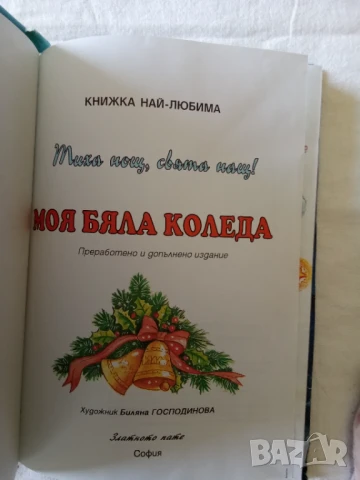 КНИЖКА НАЙ-ЛЮБИМА
Тиха нощ, свята нощ!
МОЯ БЯЛА КОЛЕДА
Преработено и допълнено издание
Художник Биляна ГОСПОДИНОВА
Златното пате
София
BAZAR